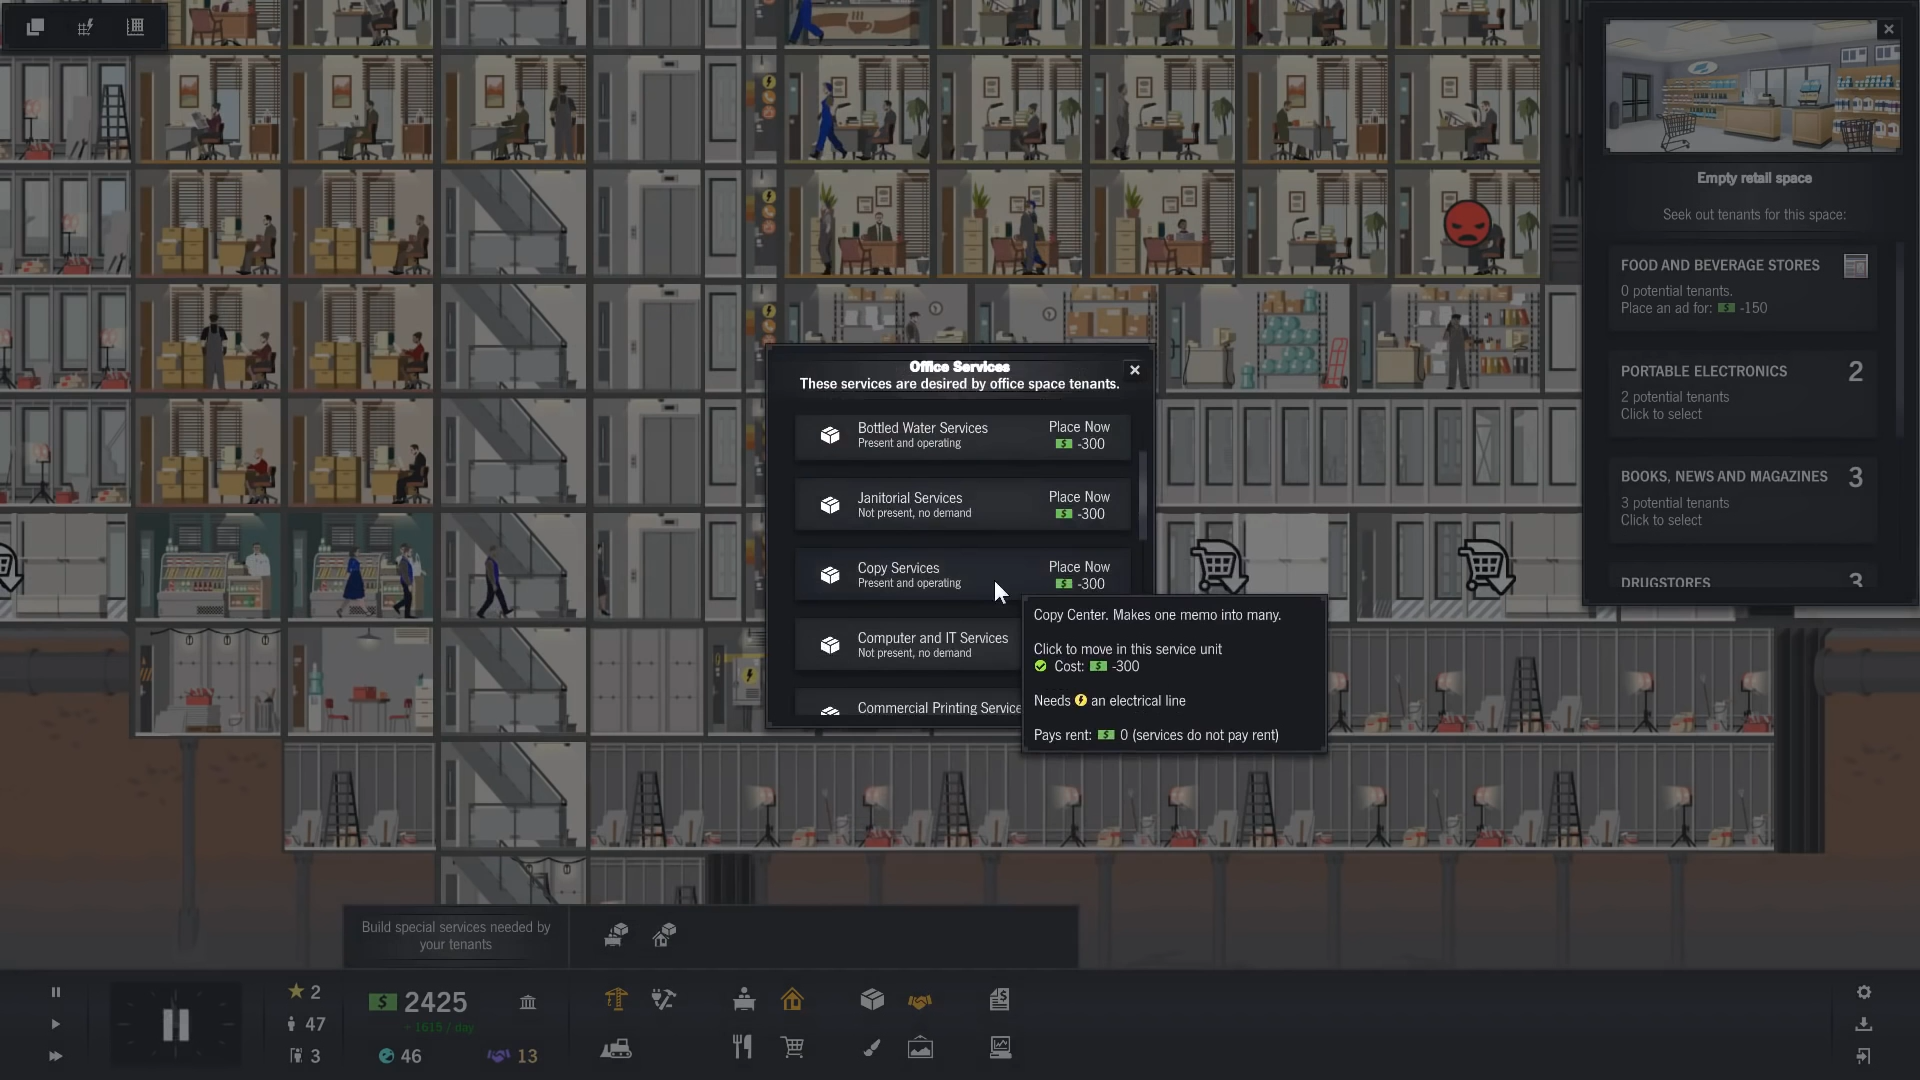 Empty retail space
Seek out tenants for this space:
FOOD AND BEVERAGE STORES
0 potential tenants.
Place an ad for: $ -150
PORTABLE ELECTRONICS 2
2 potential tenants
Click to select
BOOKS, NEWS AND MAGAZINES 3
3 potential tenants
Click to select
DRUGSTORES 3
Office Services
These services are desired by office space tenants.
Bottled Water Services Place Now
Present and operating $ -300
Janitorial Services Place Now
Not present, no demand $ -300
Copy Services Place Now
Present and operating $ -300
Computer and IT Services
Not present, no demand
Commercial Printing Service
Copy Center. Makes one memo into many.
Click to move in this service unit
Cost: $ -300
Needs an electrical line
Pays rent: $ 0 (services do not pay rent)
Build special services needed by
your tenants
2
47
3
$ 2425
+ 1615 / day
46
13